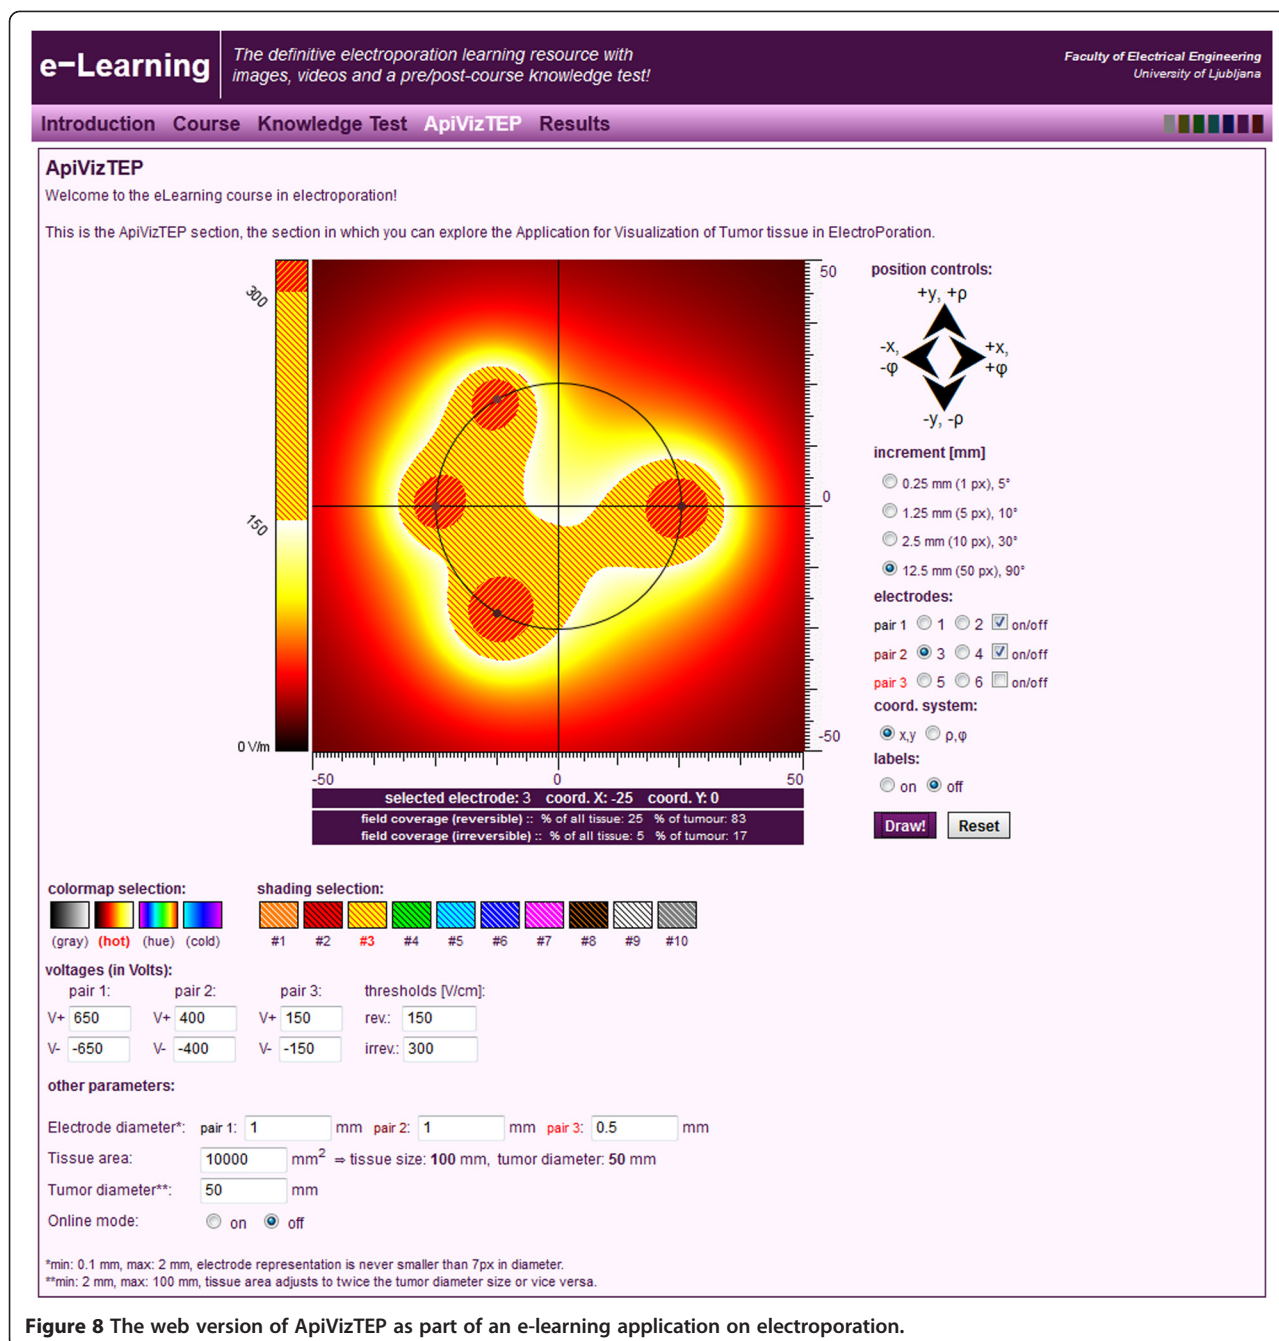 e-Learning
The definitive electroporation learning resource with
images, videos and a pre/post-course knowledge test!
Faculty of Electrical Engineering
University of Ljubljana
Introduction Course Knowledge Test ApiVizTEP Results
ApiVizTEP
Welcome to the eLearning course in electroporation!
This is the ApiVizTEP section, the section in which you can explore the Application for Visualization of Tumor tissue in ElectroPoration.
300
150
0 V/m
50
0
-50
-50 0 50
selected electrode: 3 coord. X: -25 coord. Y: 0
field coverage (reversible) :: % of all tissue: 25 % of tumour: 83
field coverage (irreversible) :: % of all tissue: 5 % of tumour: 17
position controls:
+y, +ρ
-x, +x,
-φ +φ
-y, -ρ
increment [mm]
0.25 mm (1 px), 5°
1.25 mm (5 px), 10°
2.5 mm (10 px), 30°
12.5 mm (50 px), 90°
electrodes:
pair 1 1 2 on/off
pair 2 3 4 on/off
pair 3 5 6 on/off
coord. system:
x,y ρ,φ
labels:
on off
Draw! Reset
colormap selection: shading selection:
(gray) (hot) (hue) (cold) #1 #2 #3 #4 #5 #6 #7 #8 #9 #10
voltages (in Volts):
pair 1: pair 2: pair 3: thresholds [V/cm]:
V+ 650 V+ 400 V+ 150 rev.: 150
V- -650 V- -400 V- -150 irrev.: 300
other parameters:
Electrode diameter*: pair 1: 1 mm pair 2: 1 mm pair 3: 0.5 mm
Tissue area: 10000 mm² ⇒ tissue size: 100 mm, tumor diameter: 50 mm
Tumor diameter**: 50 mm
Online mode: on off
*min: 0.1 mm, max: 2 mm, electrode representation is never smaller than 7px in diameter.
**min: 2 mm, max: 100 mm, tissue area adjusts to twice the tumor diameter size or vice versa.
Figure 8 The web version of ApiVizTEP as part of an e-learning application on electroporation.